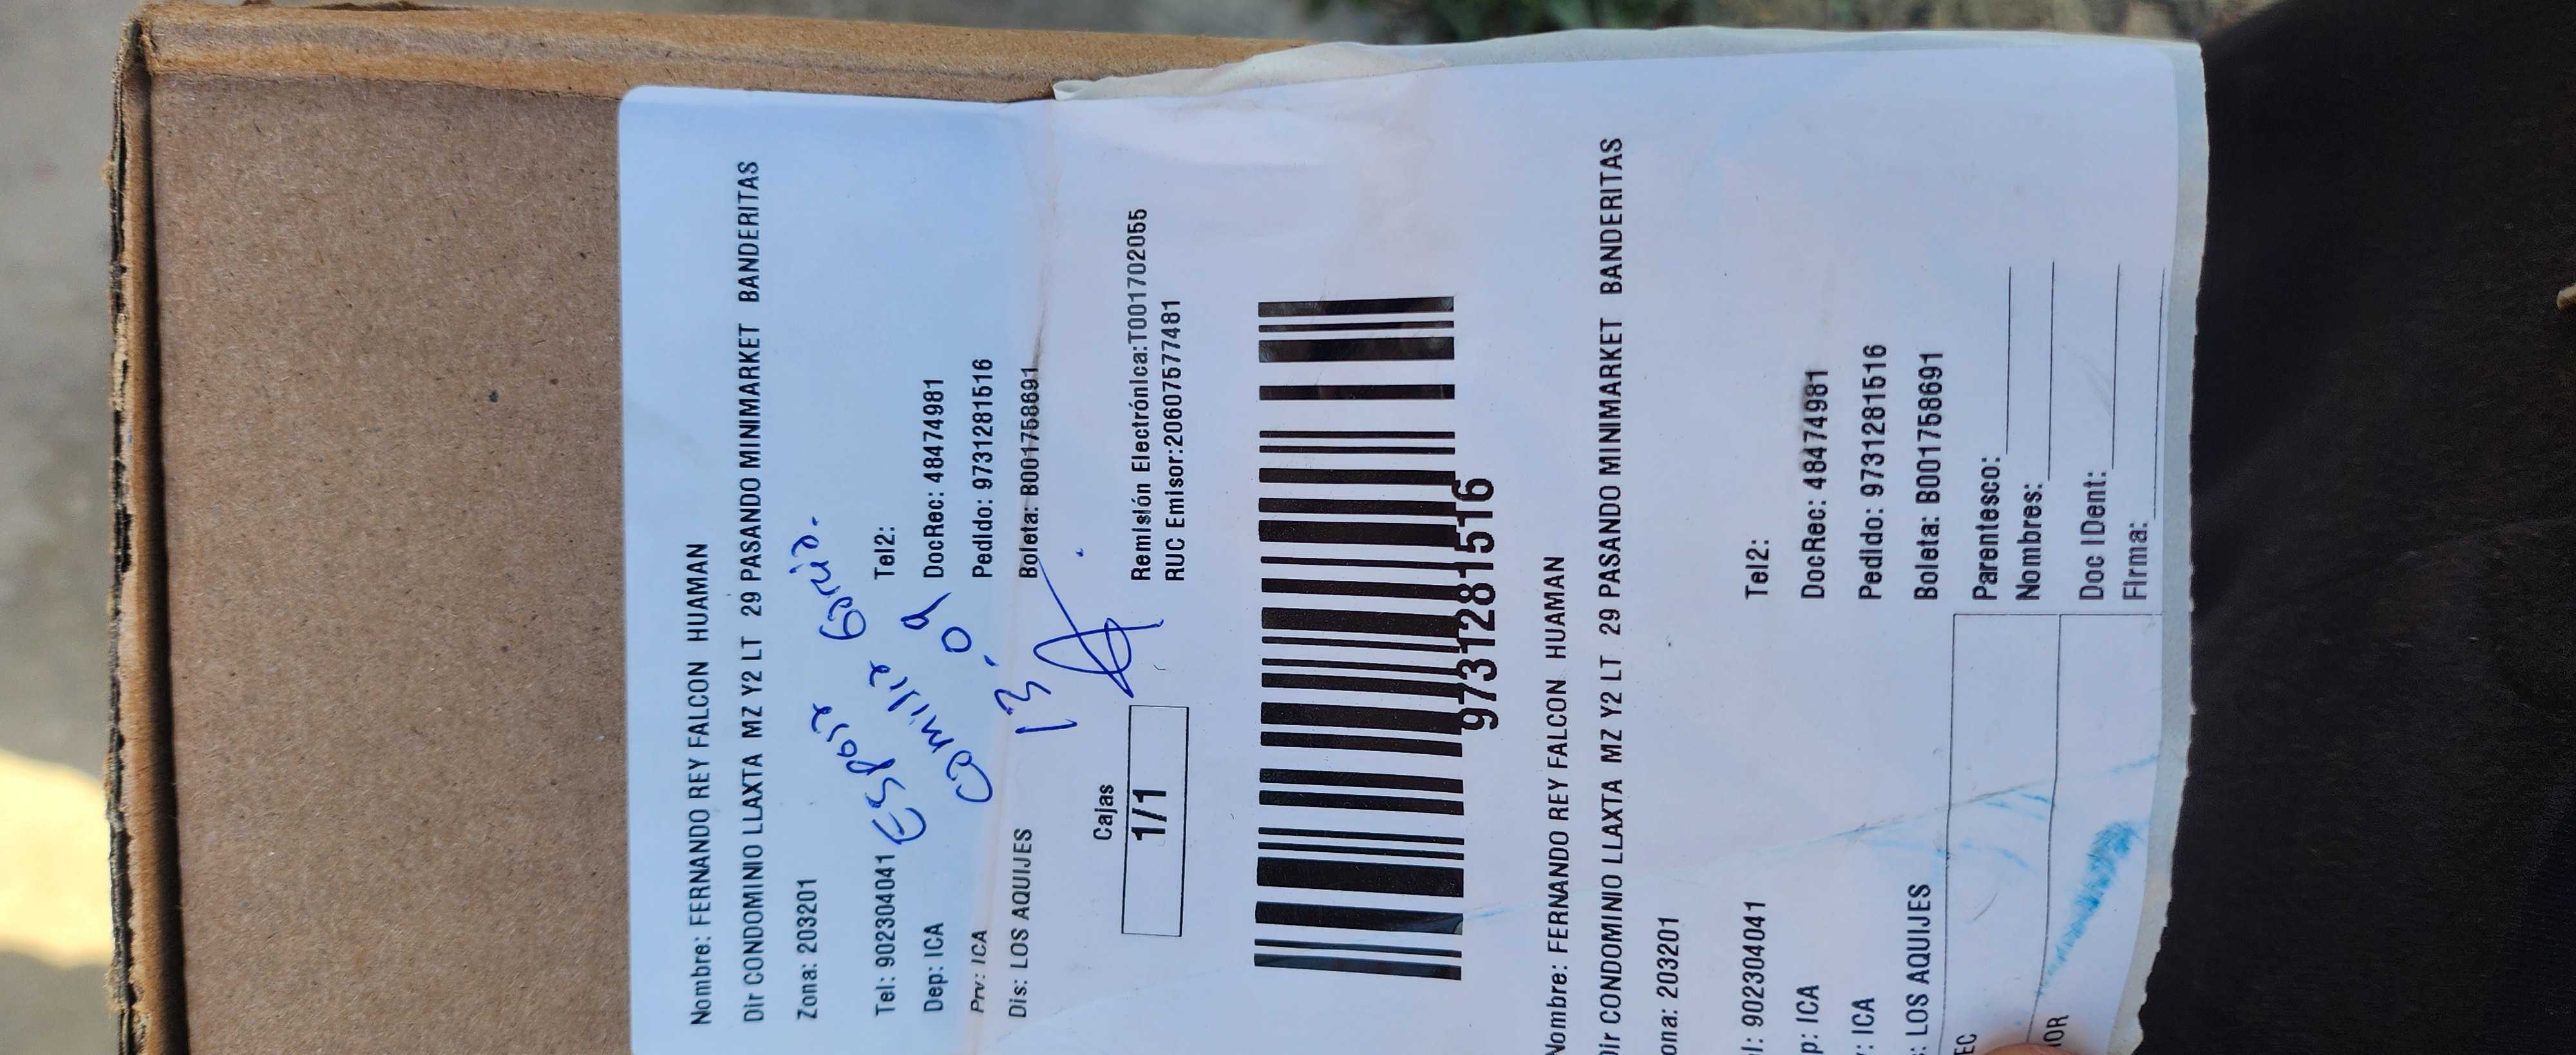 Nombre: FERNANDO REY FALCON HUAMAN
Dir CONDOMINIO LLAXTA MZ Y2 LT 29 PASANDO MINIMARKET BANDERITAS
Zona: 203201
Tel: 902304041 Tel2:
Dep: ICA DocRec: 48474981
Prv: ICA Pedido: 9731281516
Dis: LOS AQUIJES Boleta: B001758691
Esposa
Camilla
13:09
Cajas
1/1
Remisión Electrónica:T001702055
RUC Emisor:20607577481
9731281516
Nombre: FERNANDO REY FALCON HUAMAN
Dir CONDOMINIO LLAXTA MZ Y2 LT 29 PASANDO MINIMARKET BANDERITAS
ona: 203201
l: 902304041 Tel2:
p: ICA DocRec: 48474981
: ICA Pedido: 9731281516
: LOS AQUIJES Boleta: B001758691
EC Parentesco:
Nombres:
OR Doc IDent:
Firma: